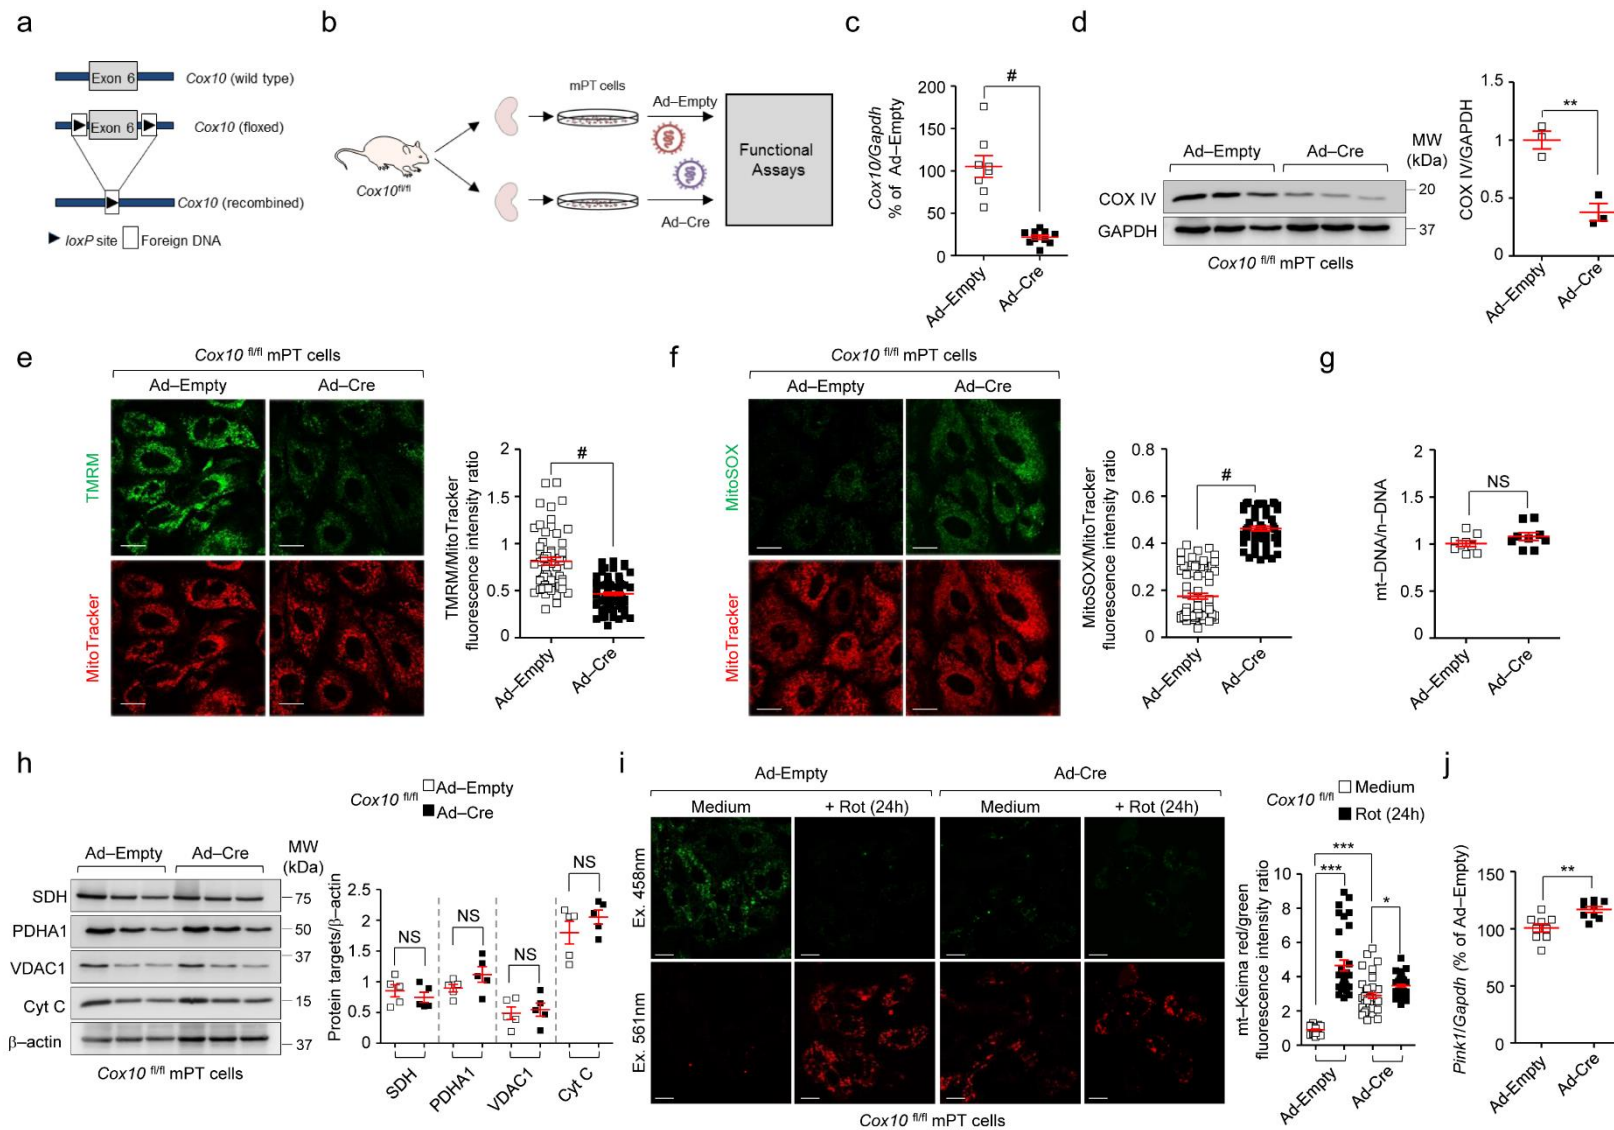 a
Exon 6
Cox10 (wild type)
Exon 6
Cox10 (floxed)
Cox10 (recombined)
loxP site
Foreign DNA
b
Cox10fl/fl
mPT cells
Ad–Empty
Ad–Cre
Functional
Assays
c
Cox10/Gapdh
% of Ad–Empty
200
150
100
50
0
#
Ad–Empty
Ad–Cre
d
Ad–Empty
Ad–Cre
MW
(kDa)
COX IV
20
GAPDH
37
Cox10 fl/fl mPT cells
COX IV/GAPDH
1.5
1
0.5
0
**
Ad–Empty
Ad–Cre
e
Cox10 fl/fl mPT cells
Ad–Empty
Ad–Cre
TMRM
MitoTracker
TMRM/MitoTracker
fluorescence intensity ratio
2
1.5
1
0.5
0
#
Ad–Empty
Ad–Cre
f
Cox10 fl/fl mPT cells
Ad–Empty
Ad–Cre
MitoSOX
MitoTracker
MitoSOX/MitoTracker
fluorescence intensity ratio
0.8
0.6
0.4
0.2
0
#
Ad–Empty
Ad–Cre
g
mt–DNA/n–DNA
2
1.5
1
0.5
0
NS
Ad–Empty
Ad–Cre
h
Ad–Empty
Ad–Cre
MW
(kDa)
SDH
75
PDHA1
50
37
VDAC1
Cyt C
15
β–actin
37
Cox10 fl/fl mPT cells
Cox10 fl/fl
Ad–Empty
Ad–Cre
Protein targets/β–actin
2.5
2
1.5
1
0.5
0
NS
NS
NS
NS
SDH
PDHA1
VDAC1
Cyt C
i
Ad-Empty
Ad-Cre
Medium
+ Rot (24h)
Medium
+ Rot (24h)
Ex. 458nm
Ex. 561nm
Cox10 fl/fl mPT cells
Cox10 fl/fl
Medium
Rot (24h)
mt–Keima red/green
fluorescence intensity ratio
10
8
6
4
2
0
***
***
*
Ad–Empty
Ad–Cre
j
Pink1/Gapdh (% of Ad–Empty)
150
100
50
0
**
Ad–Empty
Ad–Cre